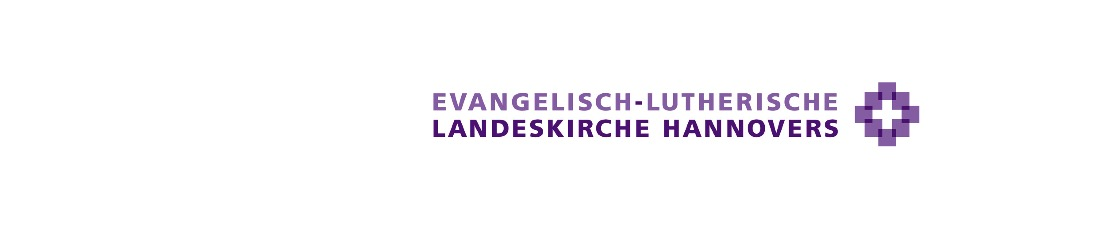 EVANGELISCH-LUTHERISCHE
LANDESKIRCHE HANNOVERS